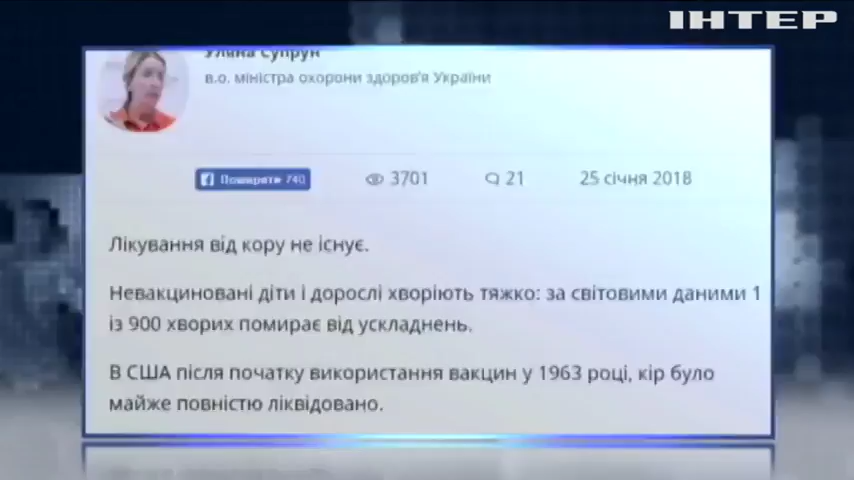 ІНТЕР
Уляна Супрун
в.о. міністра охорони здоров'я України
Поширити 740
3701
21
25 січня 2018
Лікування від кору не існує.
Невакциновані діти і дорослі хворіють тяжко: за світовими даними 1
із 900 хворих помирає від ускладнень.
В США після початку використання вакцин у 1963 році, кір було
майже повністю ліквідовано.